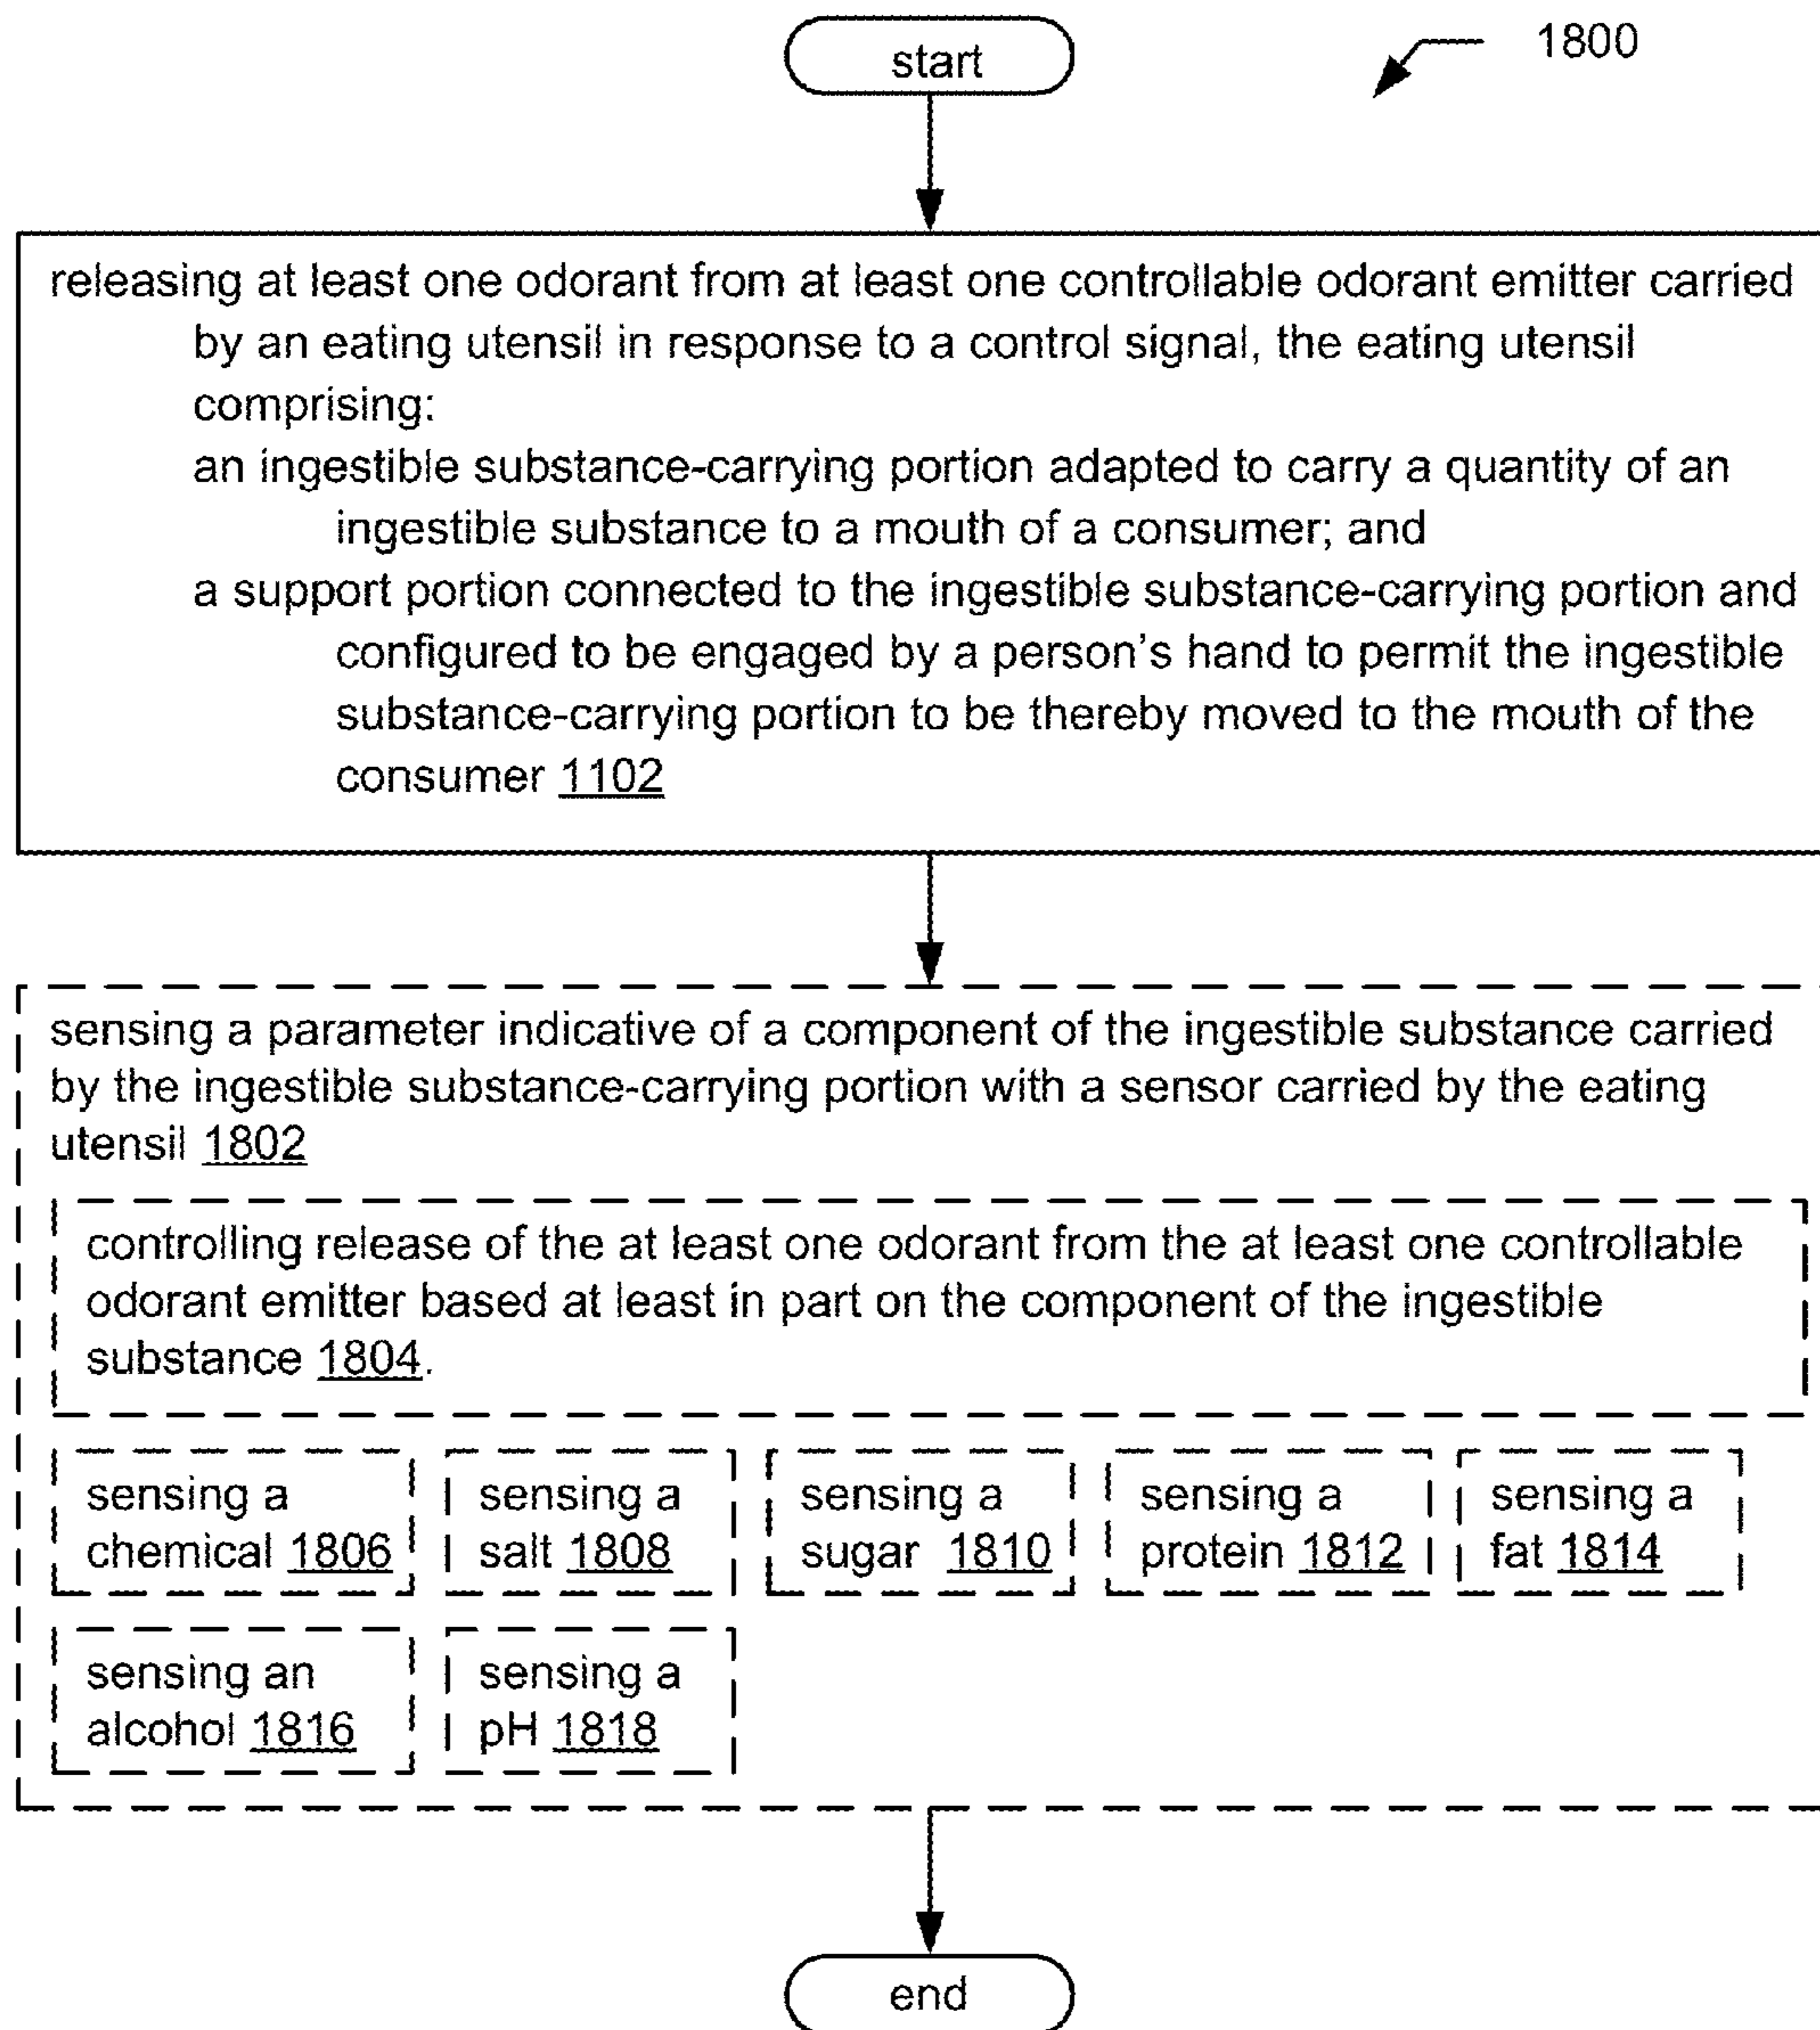 start
1800
releasing at least one odorant from at least one controllable odorant emitter carried
by an eating utensil in response to a control signal, the eating utensil
comprising:
an ingestible substance-carrying portion adapted to carry a quantity of an
ingestible substance to a mouth of a consumer; and
a support portion connected to the ingestible substance-carrying portion and
configured to be engaged by a person's hand to permit the ingestible
substance-carrying portion to be thereby moved to the mouth of the
consumer 1102
sensing a parameter indicative of a component of the ingestible substance carried
by the ingestible substance-carrying portion with a sensor carried by the eating
utensil 1802
controlling release of the at least one odorant from the at least one controllable
odorant emitter based at least in part on the component of the ingestible
substance 1804.
sensing a
chemical 1806
sensing a
salt 1808
sensing a
sugar 1810
sensing a
protein 1812
sensing a
fat 1814
sensing an
alcohol 1816
sensing a
pH 1818
end